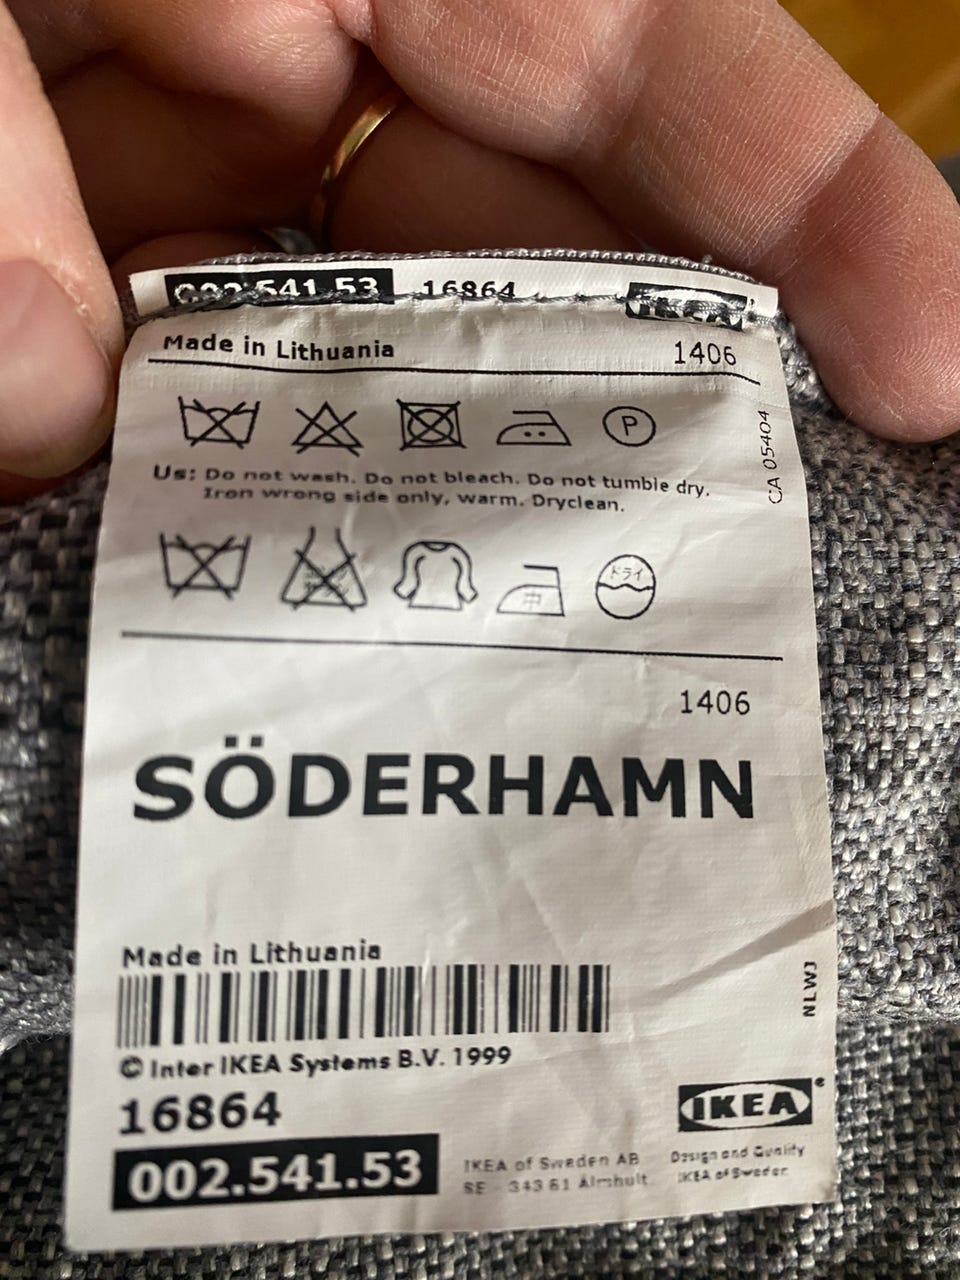 002.541.53 16864 IKEA
Made in Lithuania 1406
P
CA 05404
Us: Do not wash. Do not bleach. Do not tumble dry.
Iron wrong side only, warm. Dryclean.
中 ドライ
1406
SÖDERHAMN
Made in Lithuania
NLWJ
© Inter IKEA Systems B.V. 1999
16864
IKEA®
002.541.53
IKEA of Sweden AB
SE - 343 81 Älmhult
Design and Quality
IKEA of Sweden